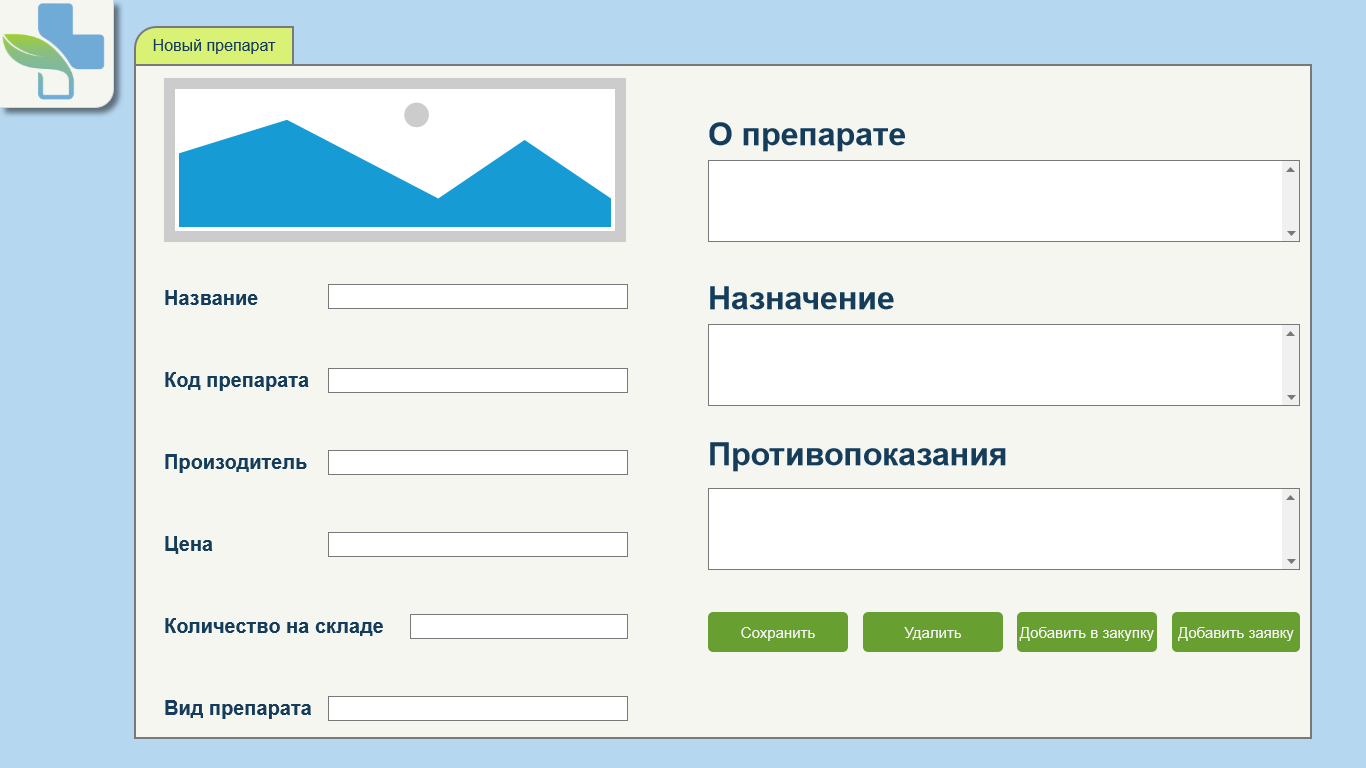 Новый препарат
Название
Код препарата
Произодитель
Цена
Количество на складе
Вид препарата
О препарате
Назначение
Противопоказания
Сохранить
Удалить
Добавить в закупку
Добавить заявку